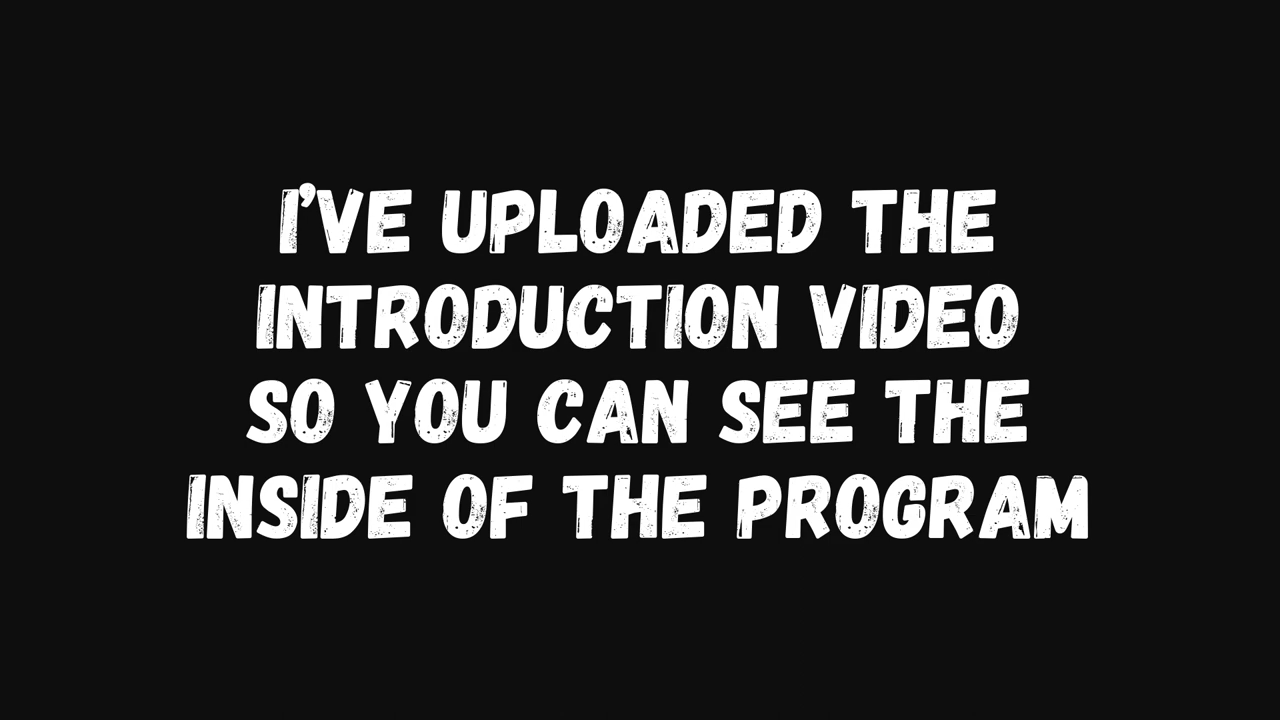 I'VE UPLOADED THE
INTRODUCTION VIDEO
SO YOU CAN SEE THE
INSIDE OF THE PROGRAM